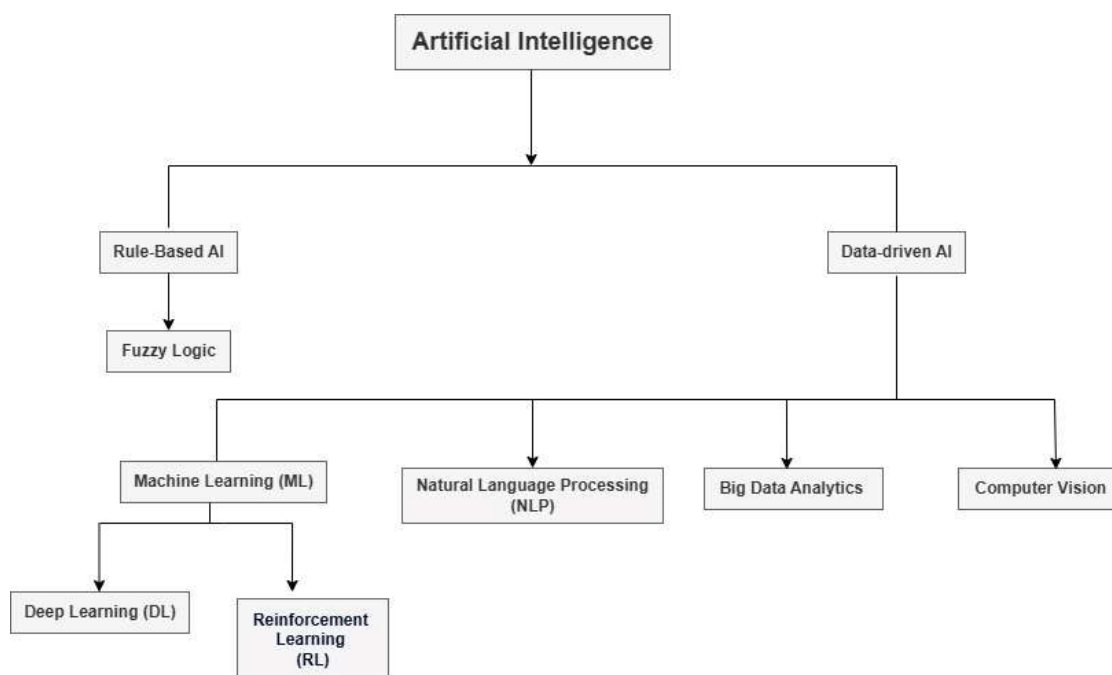 Artificial Intelligence
Rule-Based AI
Data-driven AI
Fuzzy Logic
Machine Learning (ML)
Natural Language Processing
(NLP)
Big Data Analytics
Computer Vision
Deep Learning (DL)
Reinforcement
Learning
(RL)